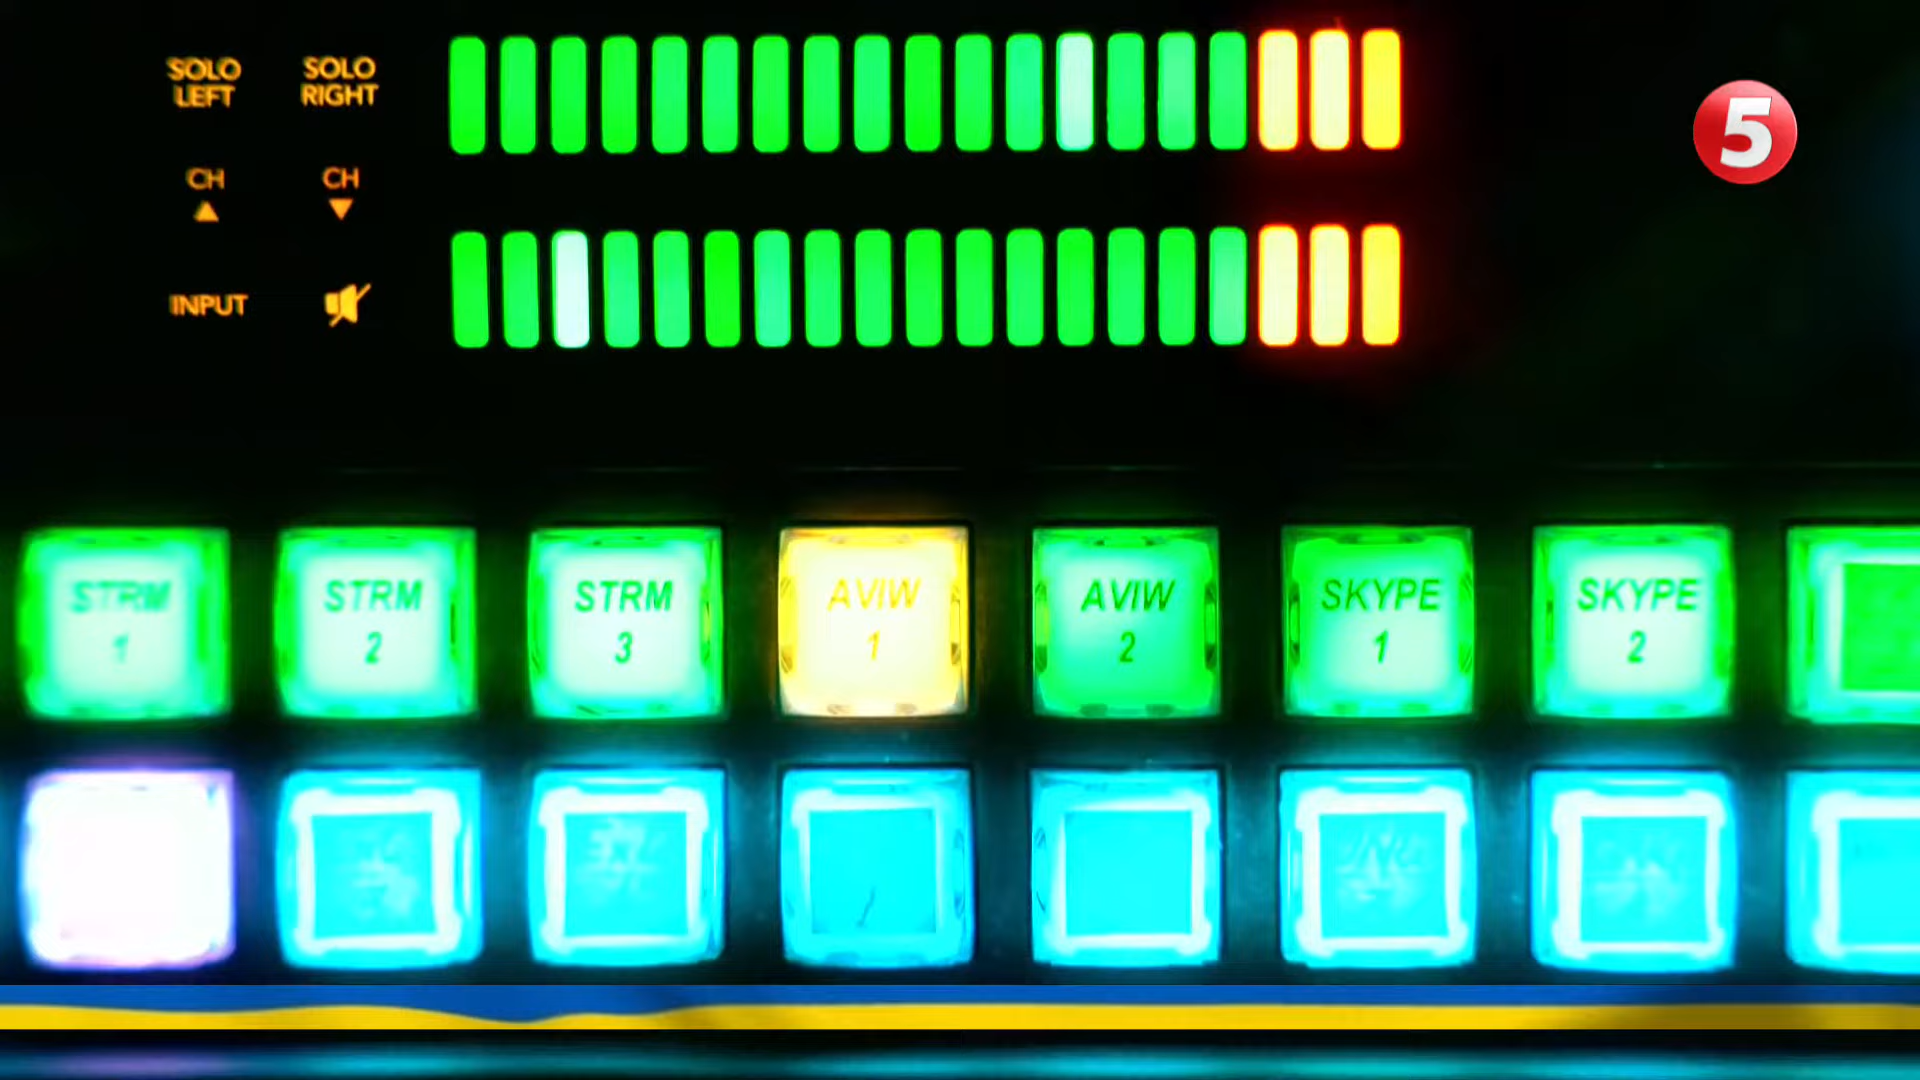 SOLO LEFT
SOLO RIGHT
CH
CH
INPUT
5
STRM 1
STRM 2
STRM 3
AVIW 1
AVIW 2
SKYPE 1
SKYPE 2